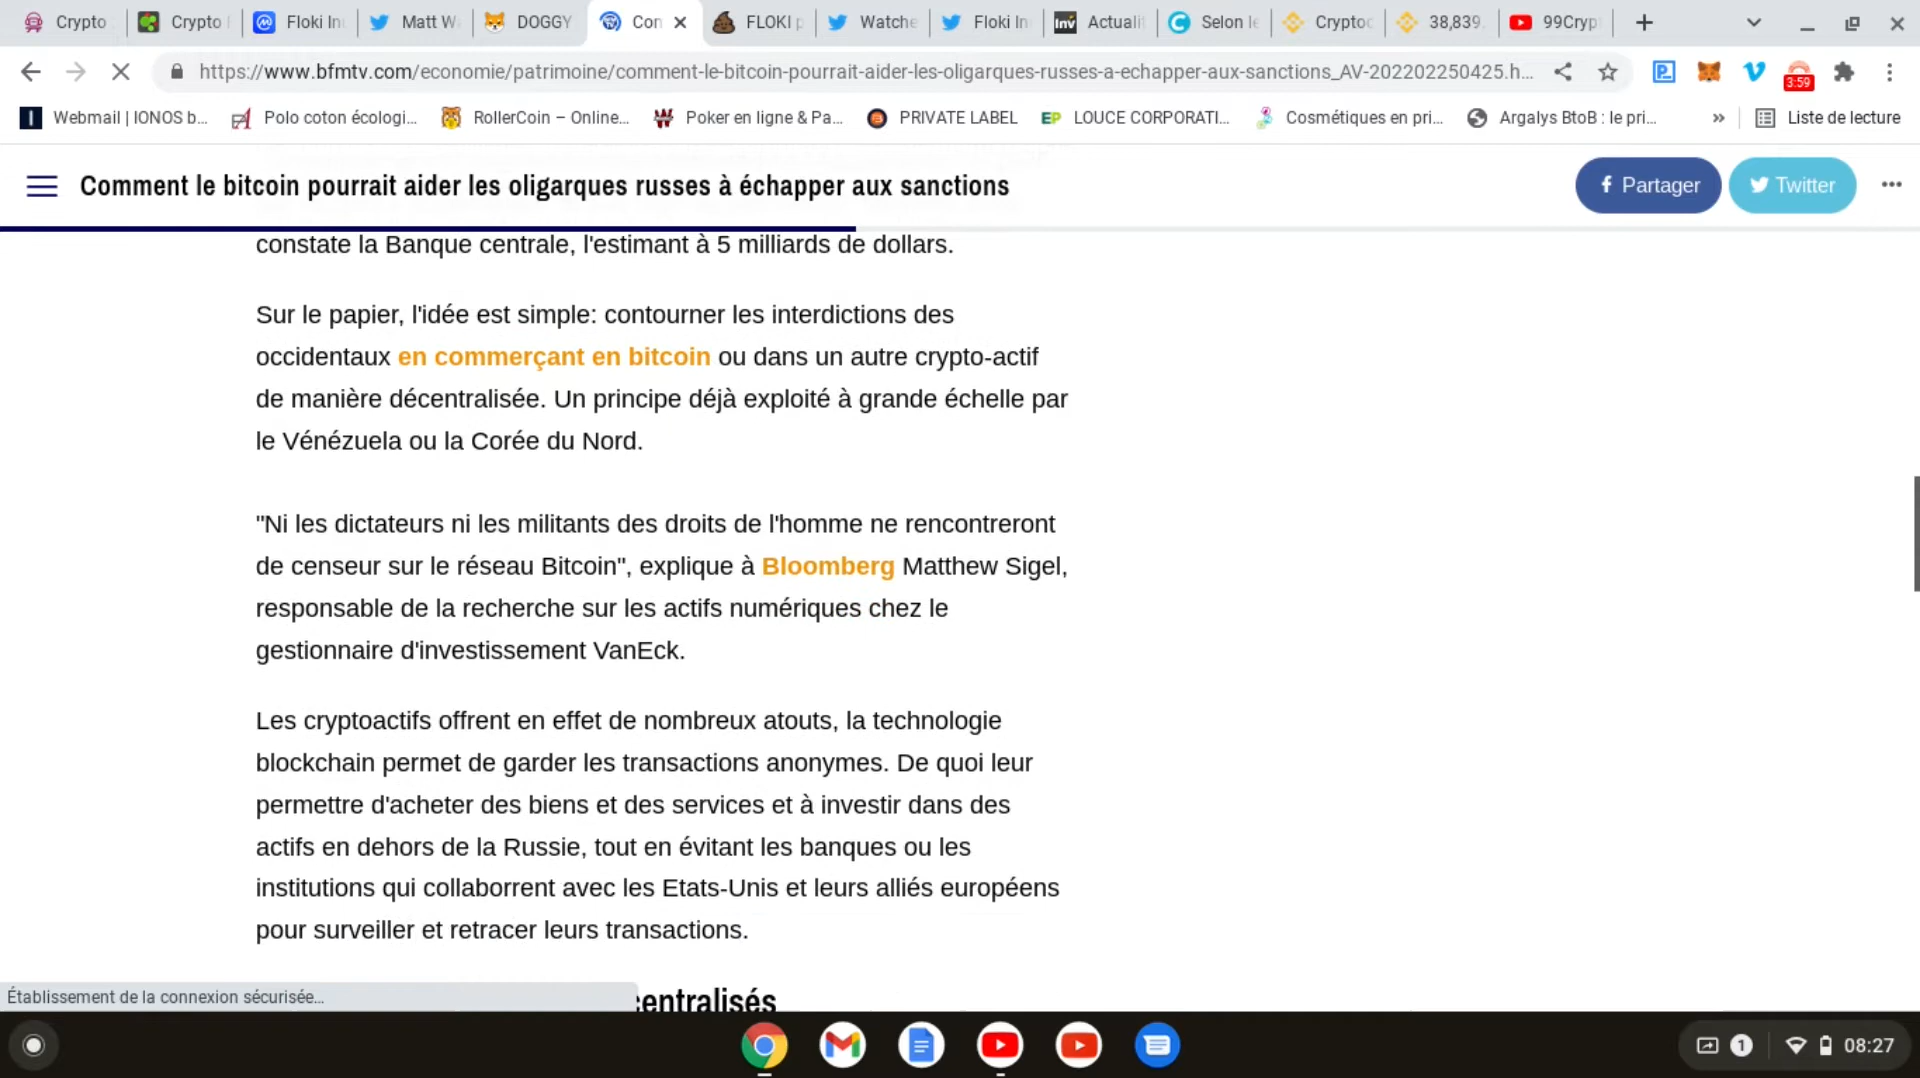 Crypto
Crypto
Floki In
Matt W
DOGGY
Con
FLOKI p
Watche
Floki In
Actuali
Selon le
Cryptoc
38,839
99Cryp
https://www.bfmtv.com/economie/patrimoine/comment-le-bitcoin-pourrait-aider-les-oligarques-russes-a-echapper-aux-sanctions_AV-202202250425.h...
3:59
Webmail | IONOS b...
Polo coton écologi...
RollerCoin – Online...
Poker en ligne & Pa...
PRIVATE LABEL
EP LOUCE CORPORATI...
Cosmétiques en pri...
Argalys BtoB : le pri...
»
Liste de lecture
Comment le bitcoin pourrait aider les oligarques russes à échapper aux sanctions
Partager
Twitter
constate la Banque centrale, l'estimant à 5 milliards de dollars.
Sur le papier, l'idée est simple: contourner les interdictions des
occidentaux en commerçant en bitcoin ou dans un autre crypto-actif
de manière décentralisée. Un principe déjà exploité à grande échelle par
le Vénézuela ou la Corée du Nord.
"Ni les dictateurs ni les militants des droits de l'homme ne rencontreront
de censeur sur le réseau Bitcoin", explique à Bloomberg Matthew Sigel,
responsable de la recherche sur les actifs numériques chez le
gestionnaire d'investissement VanEck.
Les cryptoactifs offrent en effet de nombreux atouts, la technologie
blockchain permet de garder les transactions anonymes. De quoi leur
permettre d'acheter des biens et des services et à investir dans des
actifs en dehors de la Russie, tout en évitant les banques ou les
institutions qui collaborrent avec les Etats-Unis et leurs alliés européens
pour surveiller et retracer leurs transactions.
Établissement de la connexion sécurisée...
centralisés
1
08:27